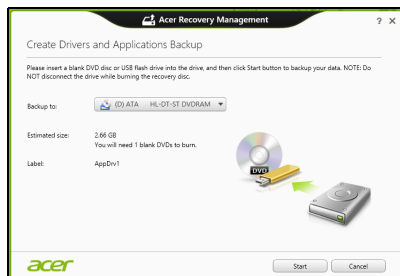 Acer Recovery Management
? X
Create Drivers and Applications Backup
Please insert a blank DVD disc or USB flash drive into the drive, and then click Start button to backup your data. NOTE: Do
NOT disconnect the drive while burning the recovery disc.
Backup to:
(D) ATA HL-DT-ST DVDRAM
Estimated size:
2.66 GB
You will need 1 blank DVDs to burn.
Label:
AppDrv1
DVD
acer
Start
Cancel